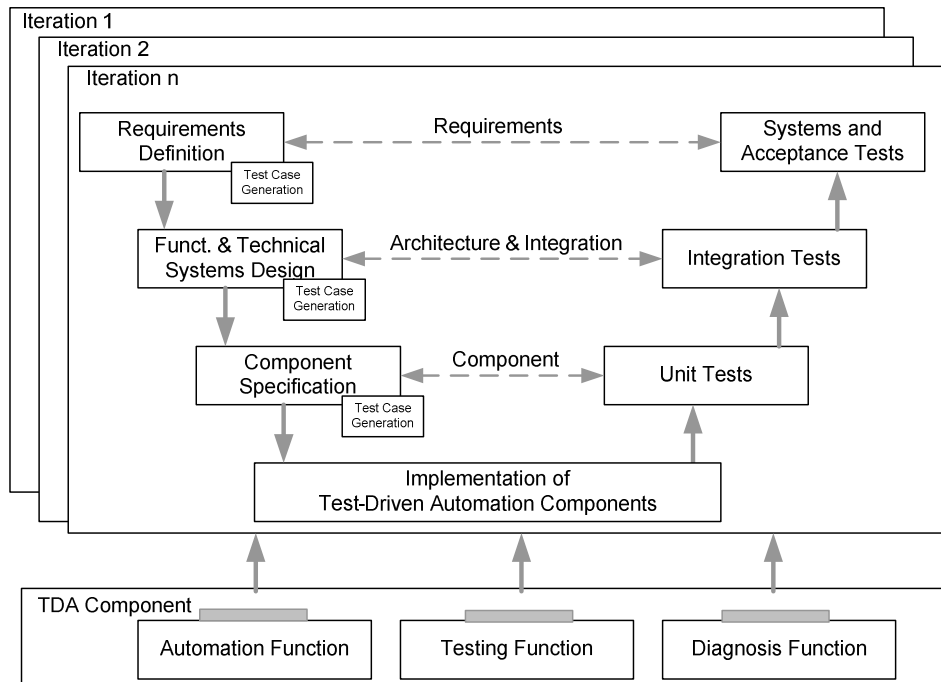 Iteration 1
Iteration 2
Iteration n
Requirements
Definition
Test Case
Generation
Requirements
Systems and
Acceptance Tests
Funct. & Technical
Systems Design
Test Case
Generation
Architecture & Integration
Integration Tests
Component
Specification
Test Case
Generation
Component
Unit Tests
Implementation of
Test-Driven Automation Components
TDA Component
Automation Function
Testing Function
Diagnosis Function